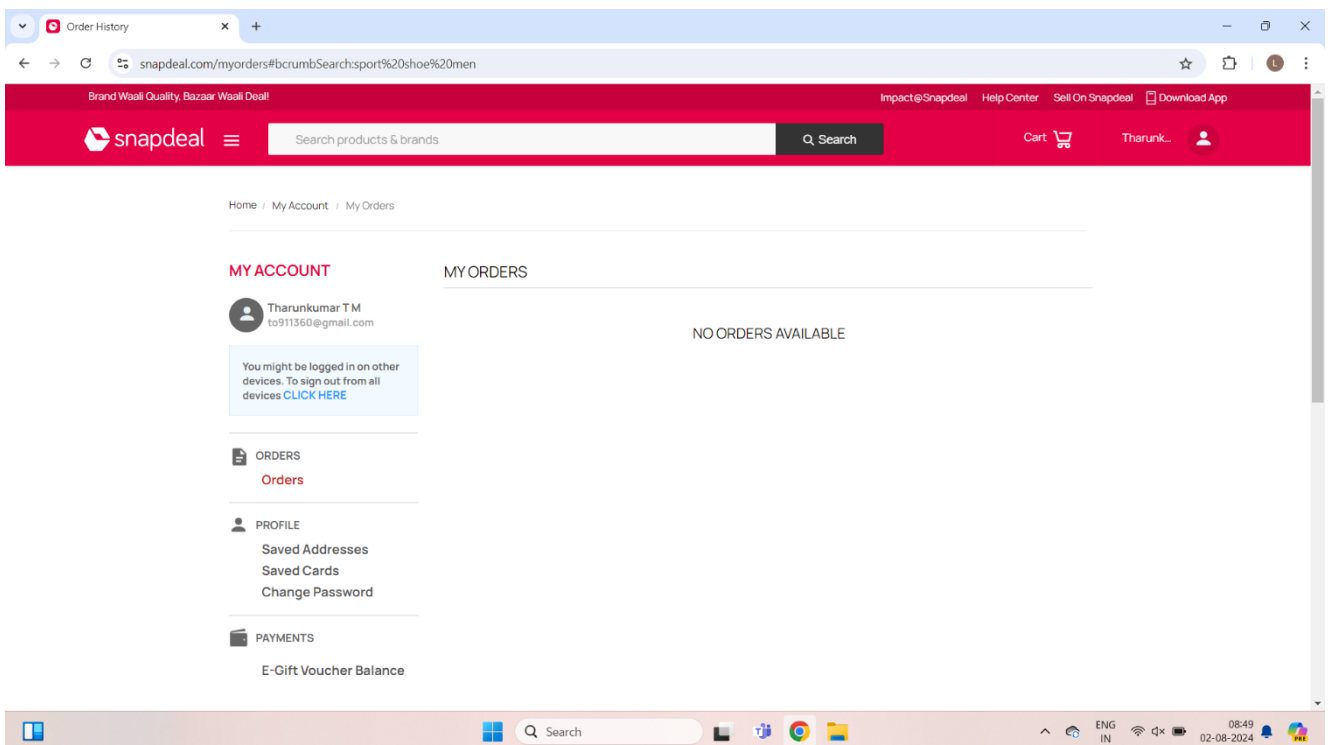 Order History
snapdeal.com/myorders#bcrumbSearch:sport%20shoe%20men
L
Brand Waali Quality, Bazaar Waali Deal!
Impact@Snapdeal Help Center Sell On Snapdeal Download App
snapdeal
Search products & brands
Search
Cart
Tharunk...
Home / My Account / My Orders
MY ACCOUNT
Tharunkumar T M
to911360@gmail.com
You might be logged in on other
devices. To sign out from all
devices CLICK HERE
ORDERS
Orders
PROFILE
Saved Addresses
Saved Cards
Change Password
PAYMENTS
E-Gift Voucher Balance
MY ORDERS
NO ORDERS AVAILABLE
Search
ENG
IN
08:49
02-08-2024
PRE